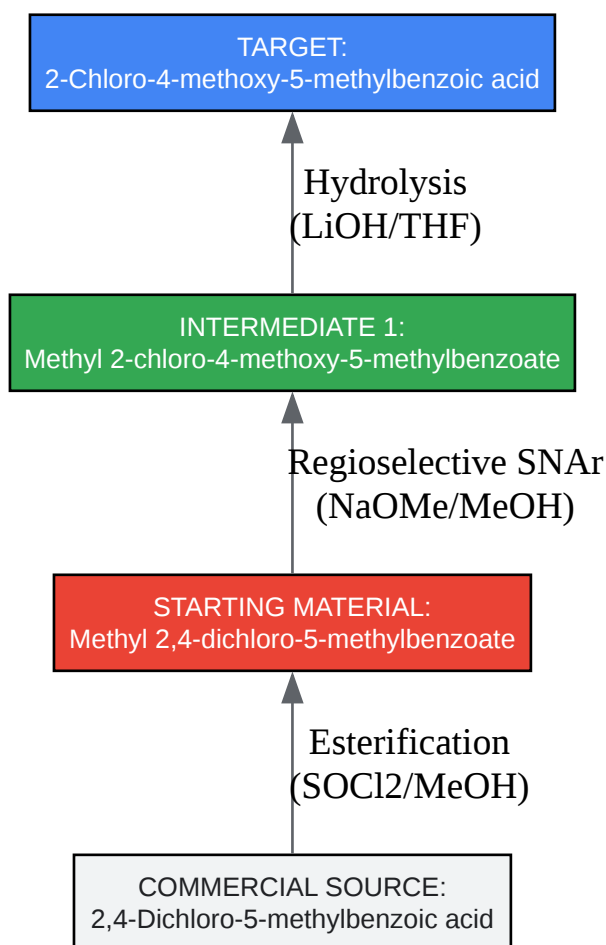 TARGET:
2-Chloro-4-methoxy-5-methylbenzoic acid
Hydrolysis
(LiOH/THF)
INTERMEDIATE 1:
Methyl 2-chloro-4-methoxy-5-methylbenzoate
Regioselective SNAr
(NaOMe/MeOH)
STARTING MATERIAL:
Methyl 2,4-dichloro-5-methylbenzoate
Esterification
(SOCl2/MeOH)
COMMERCIAL SOURCE:
2,4-Dichloro-5-methylbenzoic acid